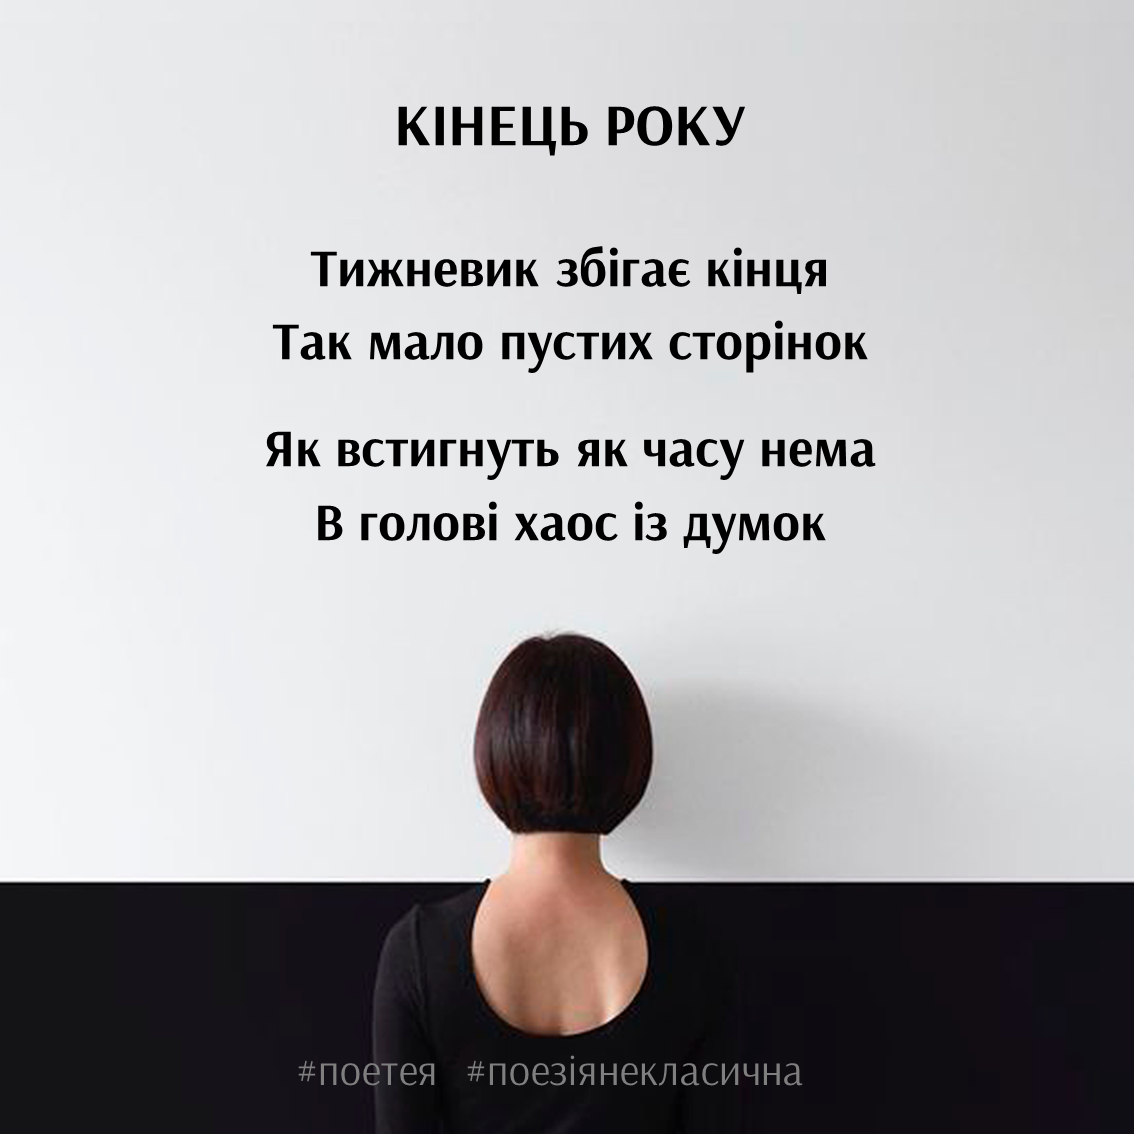 КІНЕЦЬ РОКУ
Тижневик збігає кінця
Так мало пустих сторінок
Як встигнуть як часу нема
В голові хаос із думок
#поетея #поезіянекласична